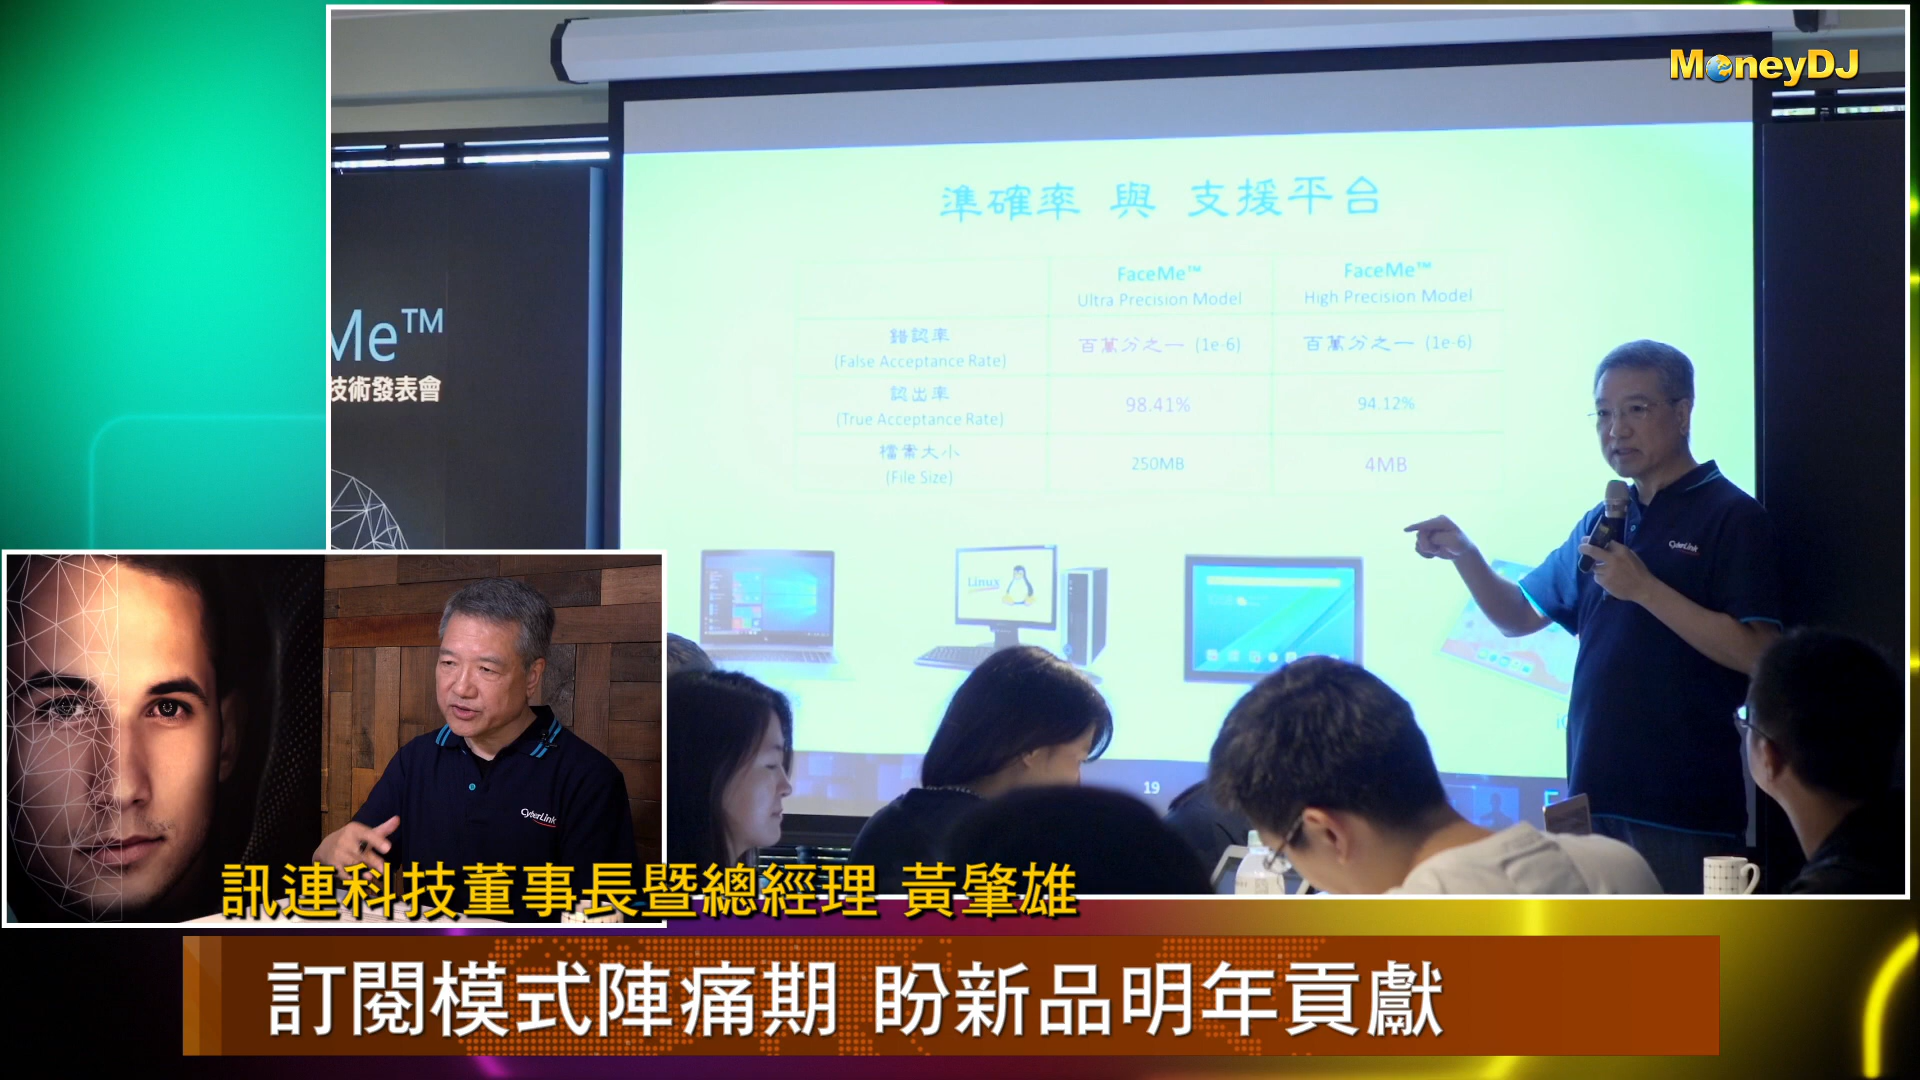 MoneyDJ
準確率 與 支援平台
FaceMe™
Ultra Precision Model
FaceMe™
High Precision Model
錯認率
(False Acceptance Rate)
百萬分之一 (1e-6)
百萬分之一 (1e-6)
認出率
(True Acceptance Rate)
98.41%
94.12%
檔案大小
(File Size)
250MB
4MB
Me™
技術發表會
Linux
CyberLink
19
CyberLink
訊連科技董事長暨總經理 黃肇雄
訂閱模式陣痛期 盼新品明年貢獻